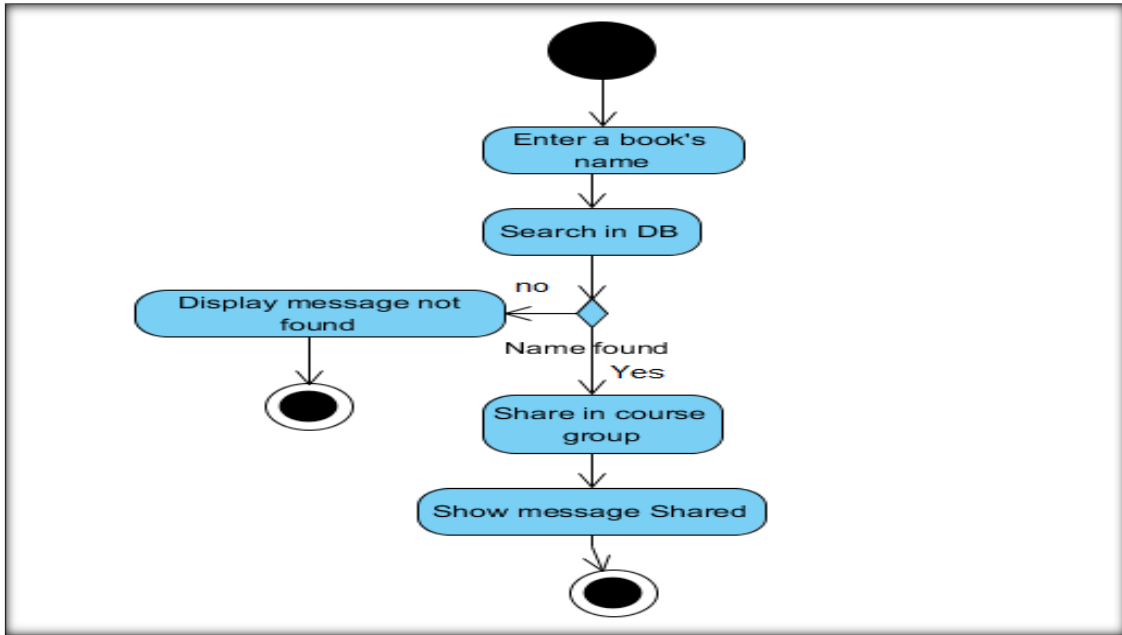 Enter a book's
name
Search in DB
no
Display message not
found
Name found
Yes
Share in course
group
Show message Shared